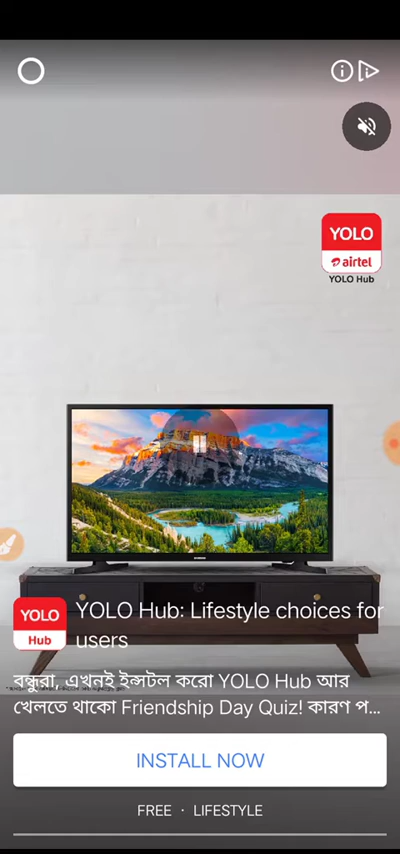 YOLO
airtel
YOLO Hub
SAMSUNG
YOLO
Hub
YOLO Hub: Lifestyle choices for
users
বন্ধুরা, এখনই ইন্সটল করো YOLO Hub আর
খেলতে থাকো Friendship Day Quiz! কারণ প...
INSTALL NOW
FREE · LIFESTYLE